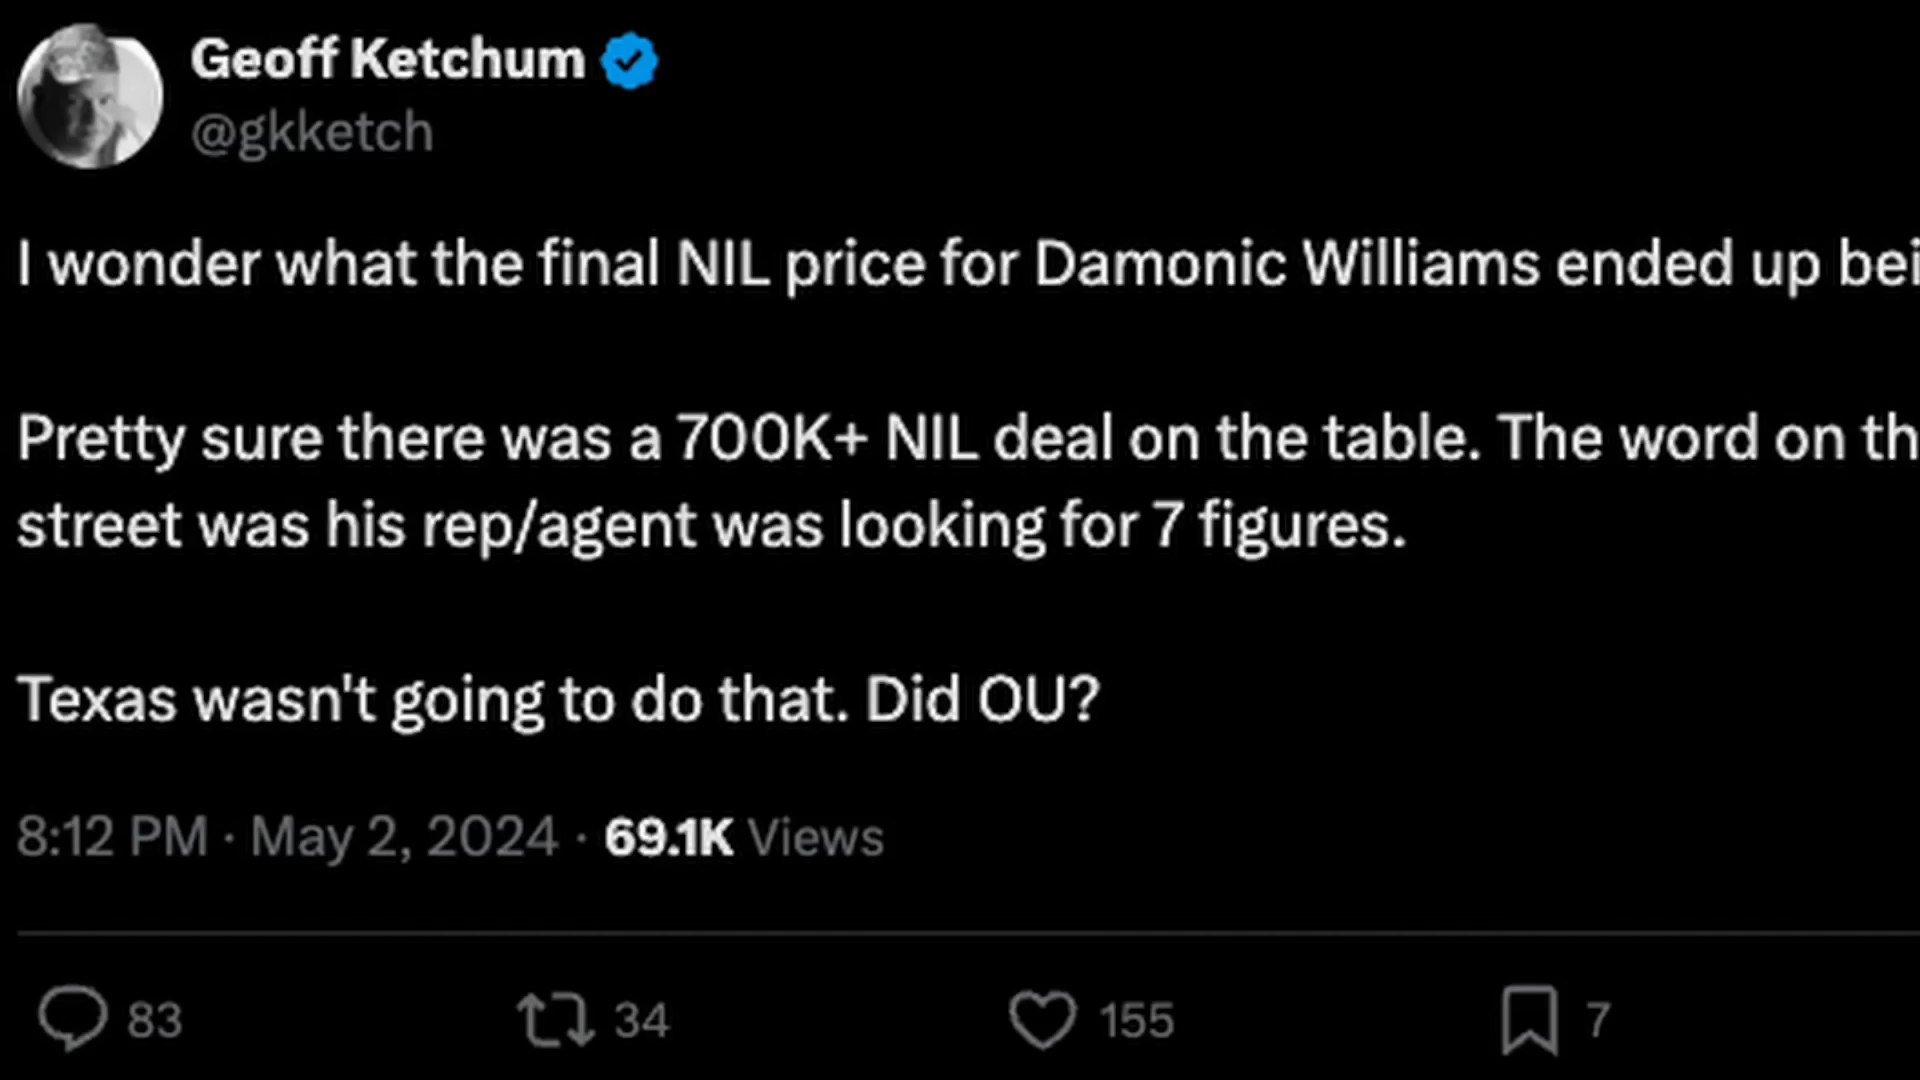 Geoff Ketchum
@gkketch
I wonder what the final NIL price for Damonic Williams ended up bei
Pretty sure there was a 700K+ NIL deal on the table. The word on th
street was his rep/agent was looking for 7 figures.
Texas wasn't going to do that. Did OU?
8:12 PM · May 2, 2024 · 69.1K Views
83 34 155 7